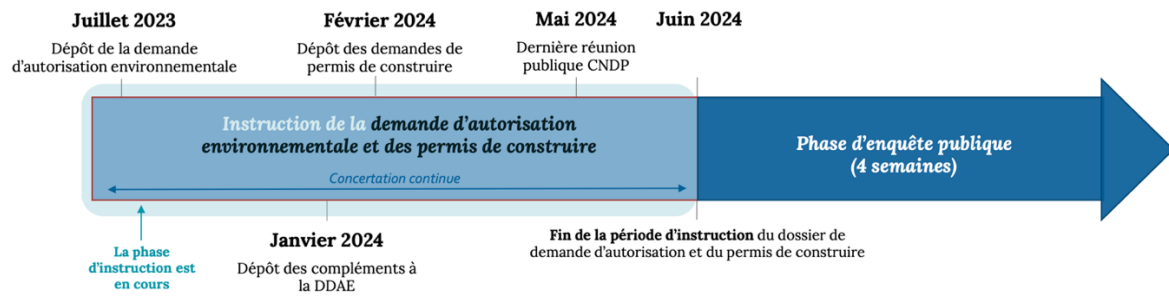 Juillet 2023
Dépôt de la demande
d'autorisation environnementale
Février 2024
Dépôt des demandes de
permis de construire
Mai 2024
Dernière réunion
publique CNDP
Juin 2024
Instruction de la demande d'autorisation
environnementale et des permis de construire
Concertation continue
Phase d'enquête publique
(4 semaines)
La phase
d'instruction est
en cours
Janvier 2024
Dépôt des compléments à
la DDAE
Fin de la période d'instruction du dossier de
demande d'autorisation et du permis de construire